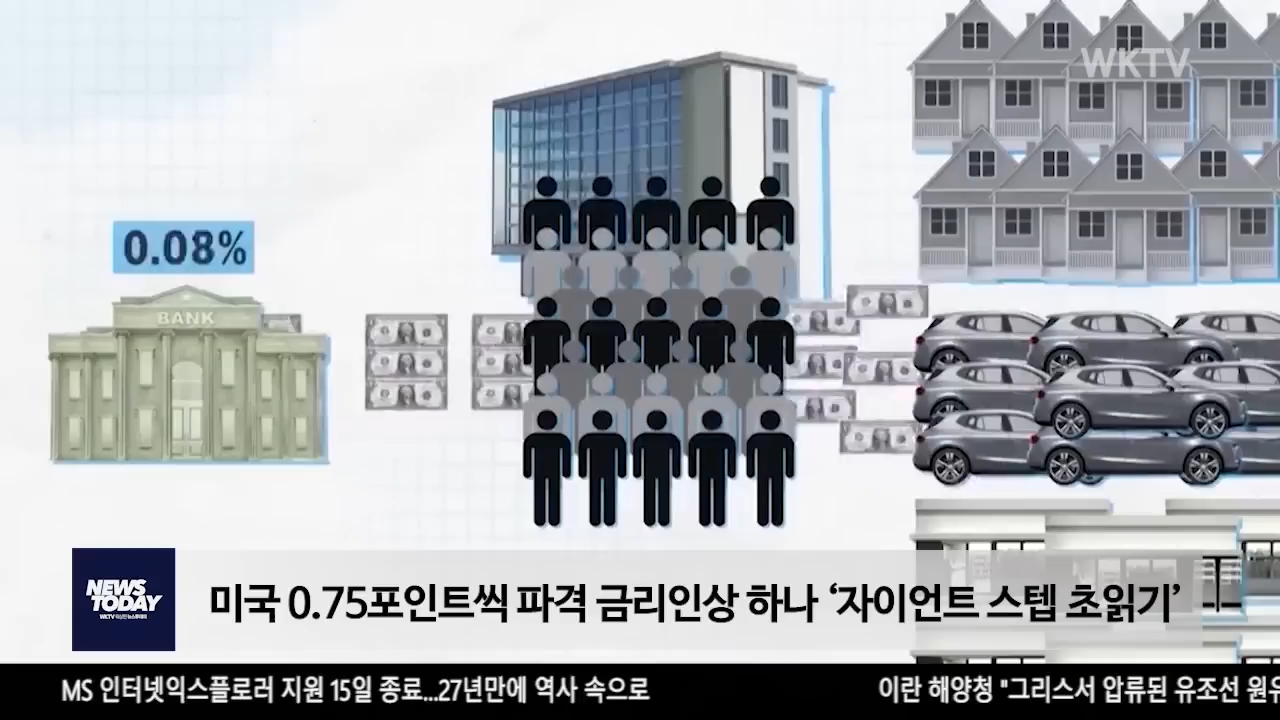 WKTV
0.08%
BANK
NEWS
TODAY
미국 0.75포인트씩 파격 금리인상 하나 ‘자이언트 스텝 초읽기’
MS 인터넷익스플로러 지원 15일 종료...27년만에 역사 속으로
이란 해양청 "그리스서 압류된 유조선 원유